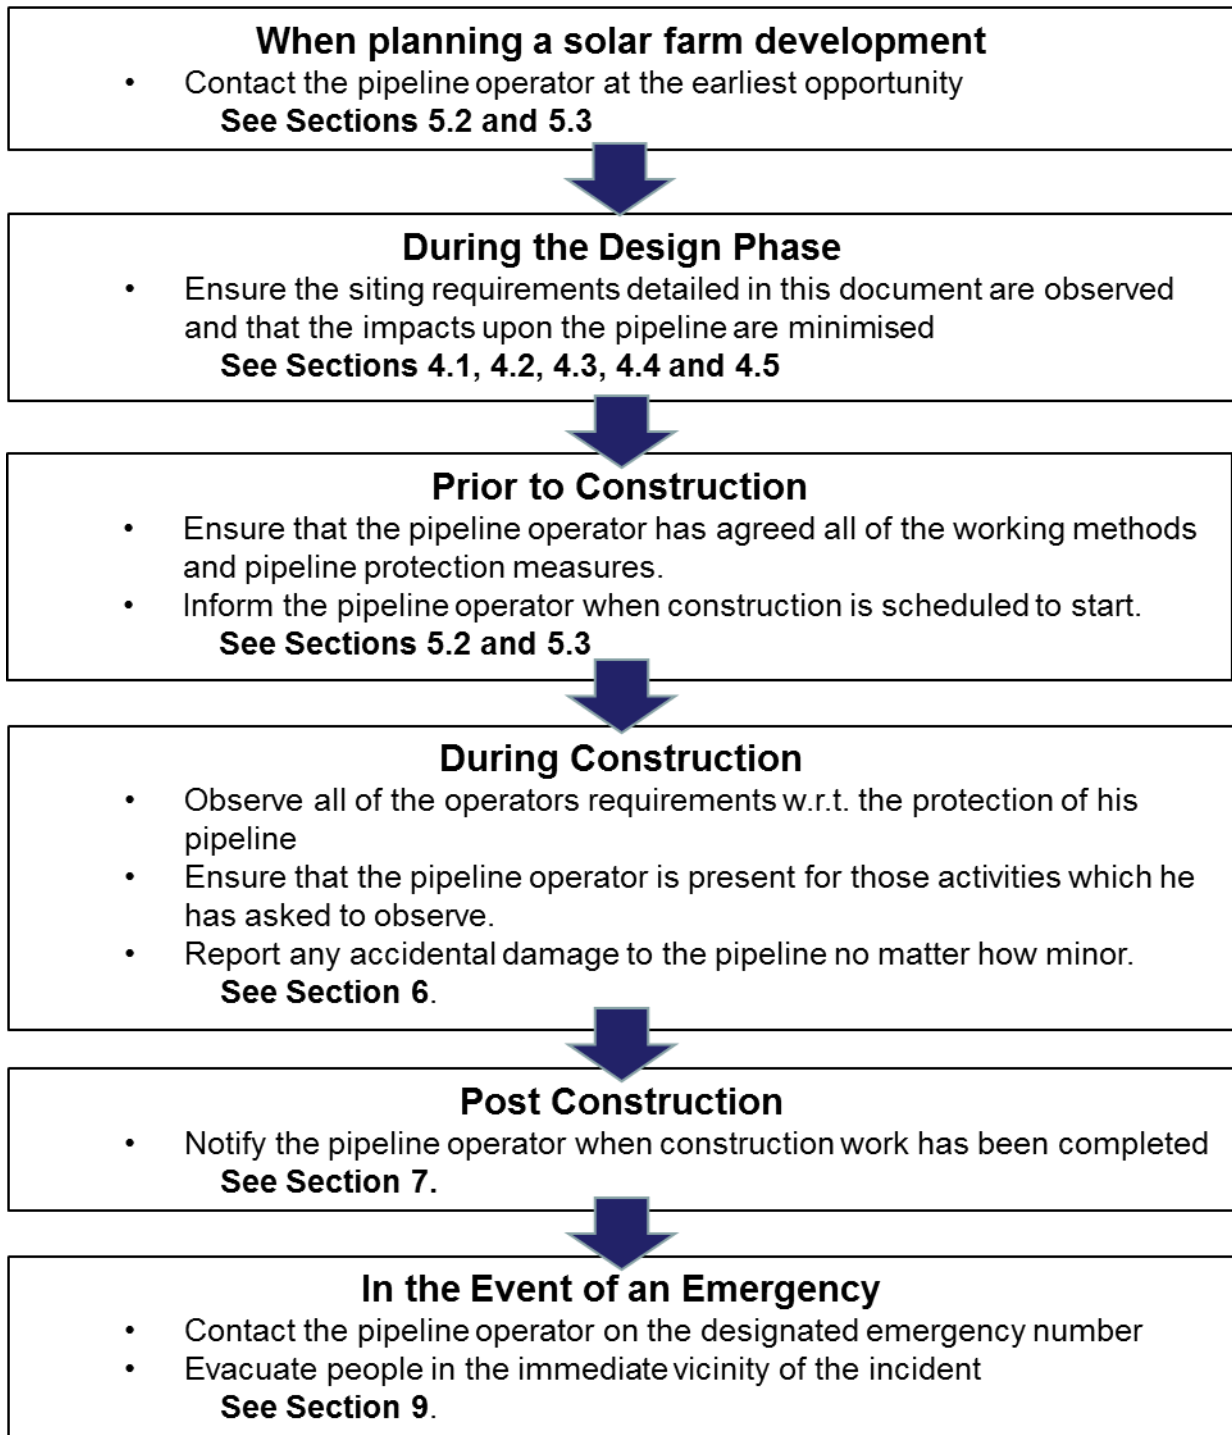 When planning a solar farm development
• Contact the pipeline operator at the earliest opportunity
See Sections 5.2 and 5.3
During the Design Phase
• Ensure the siting requirements detailed in this document are observed
and that the impacts upon the pipeline are minimised
See Sections 4.1, 4.2, 4.3, 4.4 and 4.5
Prior to Construction
• Ensure that the pipeline operator has agreed all of the working methods
and pipeline protection measures.
• Inform the pipeline operator when construction is scheduled to start.
See Sections 5.2 and 5.3
During Construction
• Observe all of the operators requirements w.r.t. the protection of his
pipeline
• Ensure that the pipeline operator is present for those activities which he
has asked to observe.
• Report any accidental damage to the pipeline no matter how minor.
See Section 6.
Post Construction
• Notify the pipeline operator when construction work has been completed
See Section 7.
In the Event of an Emergency
• Contact the pipeline operator on the designated emergency number
• Evacuate people in the immediate vicinity of the incident
See Section 9.